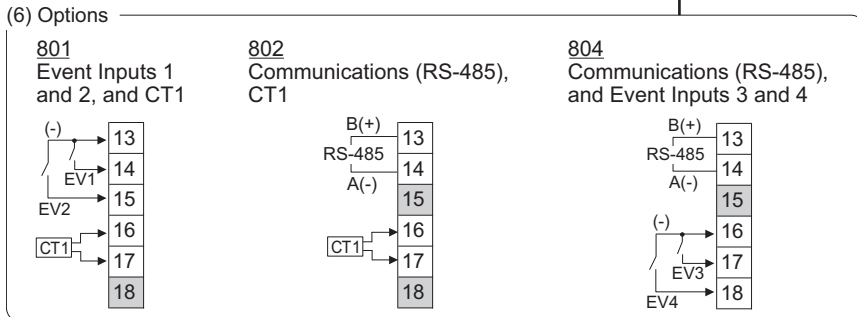 (6) Options
801
Event Inputs 1
and 2, and CT1
(-)
13
14
EV1
15
EV2
16
CT1
17
18
802
Communications (RS-485),
CT1
B(+)
13
RS-485
14
A(-)
15
16
CT1
17
18
804
Communications (RS-485),
and Event Inputs 3 and 4
B(+)
13
RS-485
14
A(-)
15
(-)
16
17
EV3
18
EV4